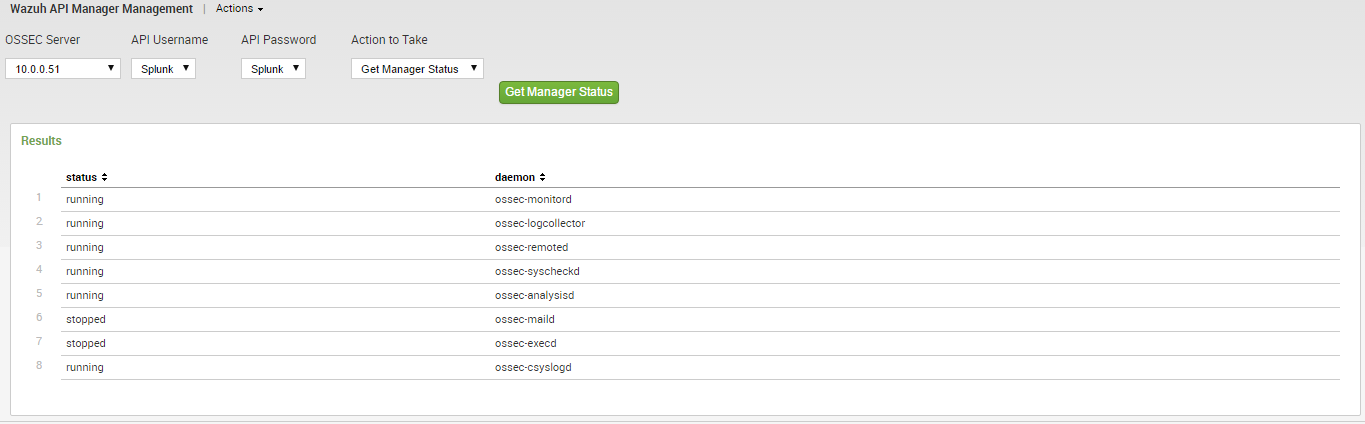 Wazuh API Manager Management | Actions
OSSEC Server API Username API Password Action to Take
10.0.0.51 Splunk Splunk Get Manager Status
Get Manager Status
Results
status daemon
1 running ossec-monitord
2 running ossec-logcollector
3 running ossec-remoted
4 running ossec-syscheckd
5 running ossec-analysisd
6 stopped ossec-maild
7 stopped ossec-execd
8 running ossec-csyslogd